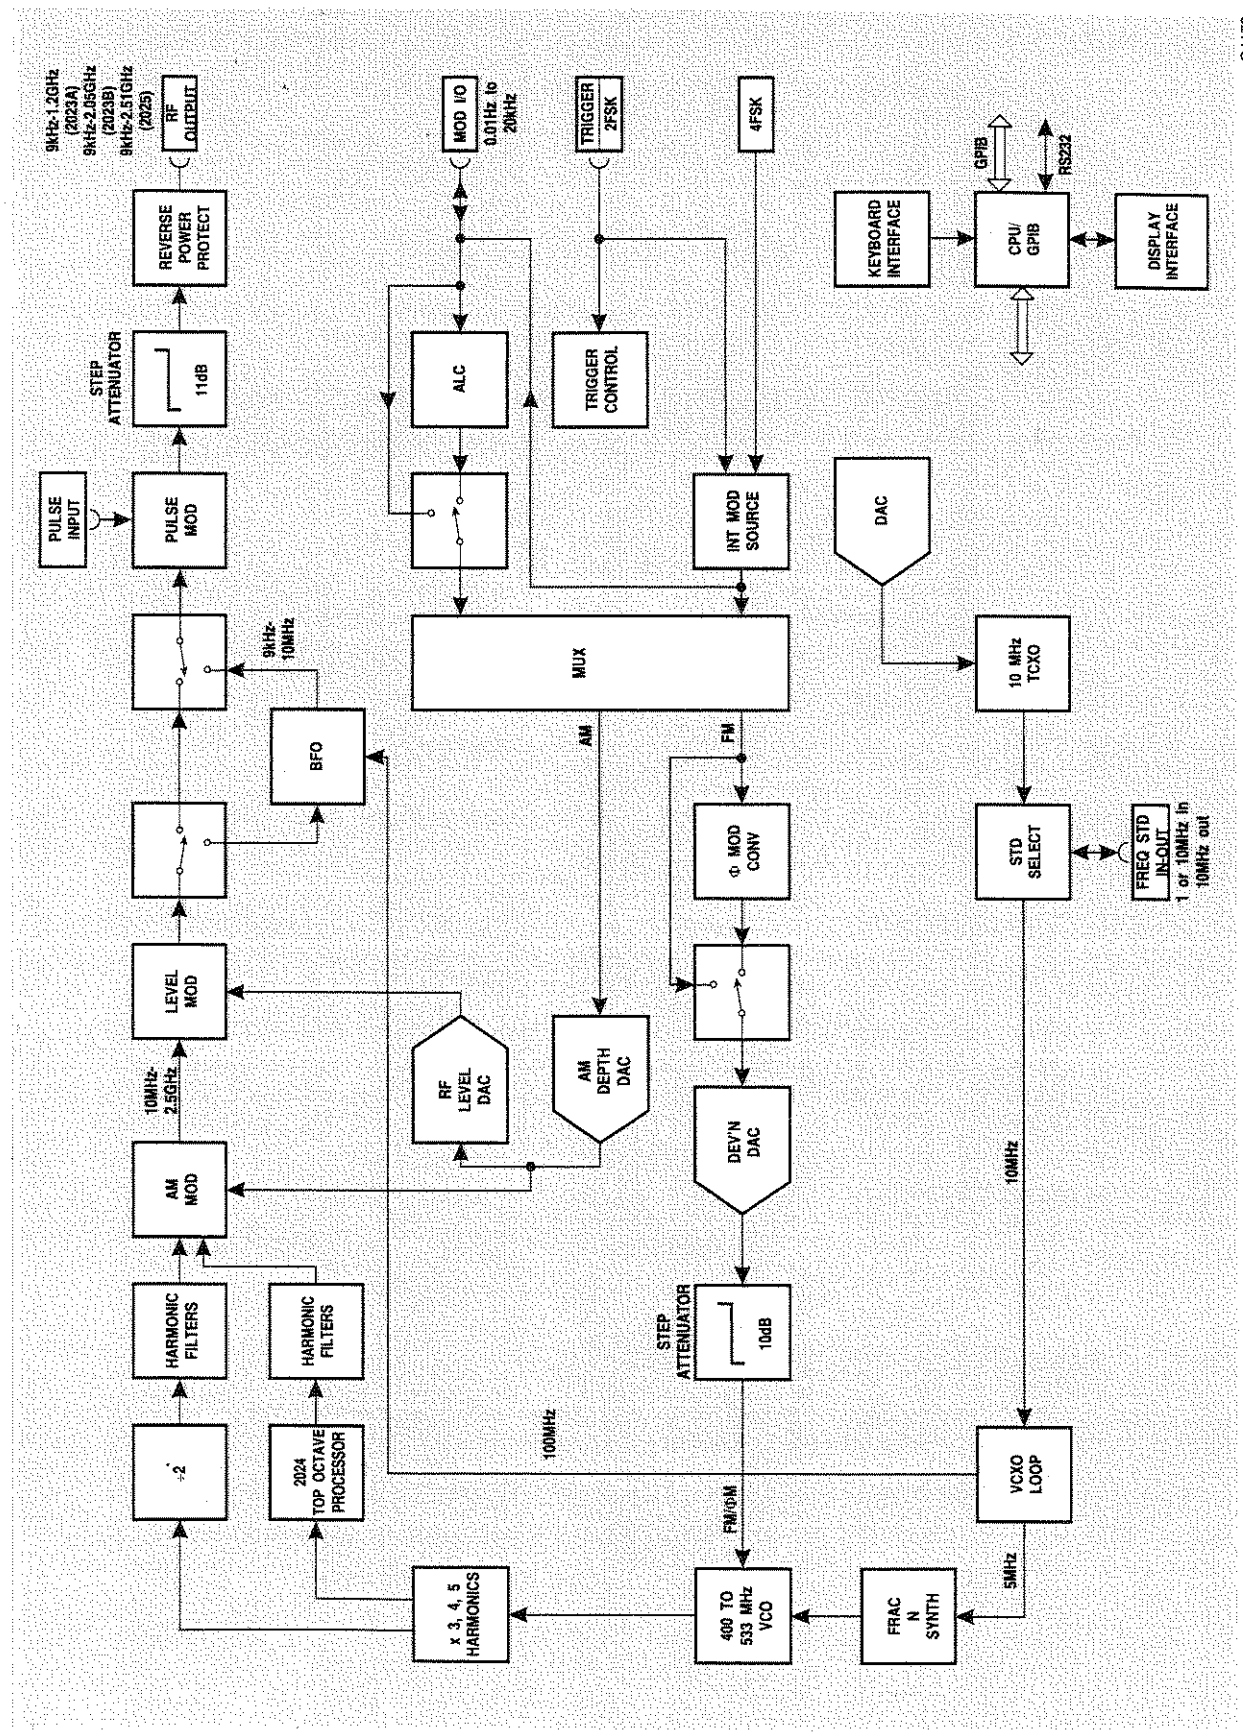 ÷2
HARMONIC
FILTERS
AM
MOD
10MHz-
2.5GHz
LEVEL
MOD
PULSE
INPUT
PULSE
MOD
STEP
ATTENUATOR
11dB
REVERSE
POWER
PROTECT
9kHz-1.2GHz
(2023A)
9kHz-2.05GHz
(2023B)
9kHz-2.51GHz
(2025)
RF
OUTPUT
2024
TOP OCTAVE
PROCESSOR
HARMONIC
FILTERS
BFO
9kHz-
10MHz
x 3, 4, 5
HARMONICS
100MHz
RF
LEVEL
DAC
ALC
MOD I/O
0.01Hz to
20kHz
AM
DEPTH
DAC
AM
MUX
TRIGGER
CONTROL
TRIGGER
2FSK
400 TO
533 MHz
VCO
FM/ΦM
STEP
ATTENUATOR
10dB
DEV'N
DAC
Φ MOD
CONV
FM
INT MOD
SOURCE
4FSK
FRAC
N
SYNTH
5MHz
VCXO
LOOP
10MHz
STD
SELECT
FREQ STD
IN-OUT
1 or 10MHz in
10MHz out
10 MHz
TCXO
DAC
KEYBOARD
INTERFACE
CPU/
GPIB
GPIB
RS232
DISPLAY
INTERFACE